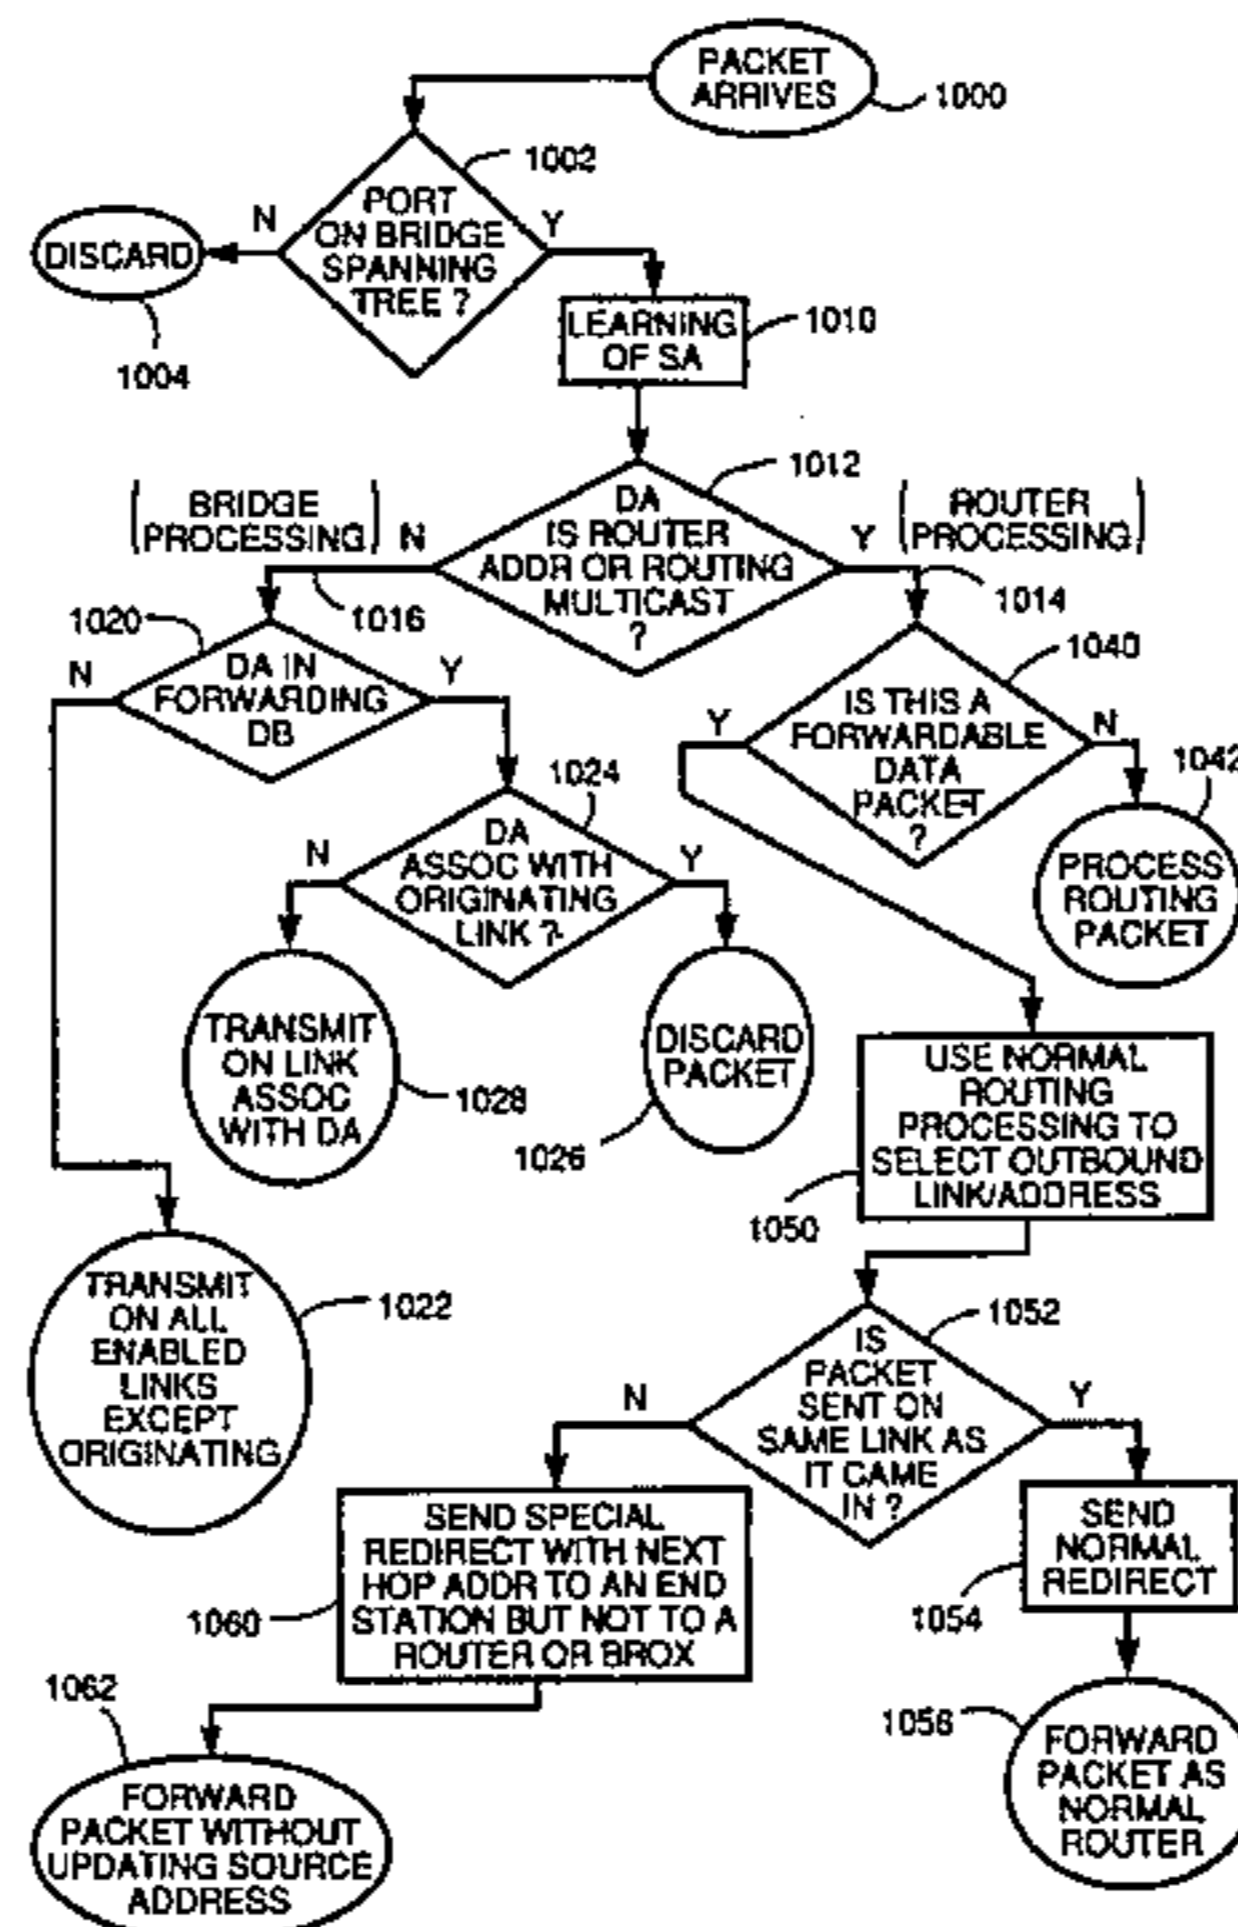 PACKET
ARRIVES
1000
1002
PORT
ON BRIDGE
SPANNING
TREE ?
N
Y
DISCARD
1004
LEARNING
OF SA
1010
1012
DA
IS ROUTER
ADDR OR ROUTING
MULTICAST
?
(BRIDGE
PROCESSING)
N
Y
(ROUTER
PROCESSING)
1016
1014
1020
DA IN
FORWARDING
DB
N
Y
1040
IS THIS A
FORWARDABLE
DATA
PACKET
?
Y
N
1042
PROCESS
ROUTING
PACKET
1024
DA
ASSOC WITH
ORIGINATING
LINK ?
N
Y
TRANSMIT
ON LINK
ASSOC
WITH DA
1028
DISCARD
PACKET
1026
USE NORMAL
ROUTING
PROCESSING TO
SELECT OUTBOUND
LINK/ADDRESS
1050
TRANSMIT
ON ALL
ENABLED
LINKS
EXCEPT
ORIGINATING
1022
1052
IS
PACKET
SENT ON
SAME LINK AS
IT CAME
IN ?
N
Y
SEND SPECIAL
REDIRECT WITH NEXT
HOP ADDR TO AN END
STATION BUT NOT TO A
ROUTER OR BROX
1060
SEND
NORMAL
REDIRECT
1054
1062
FORWARD
PACKET WITHOUT
UPDATING SOURCE
ADDRESS
1056
FORWARD
PACKET AS
NORMAL
ROUTER